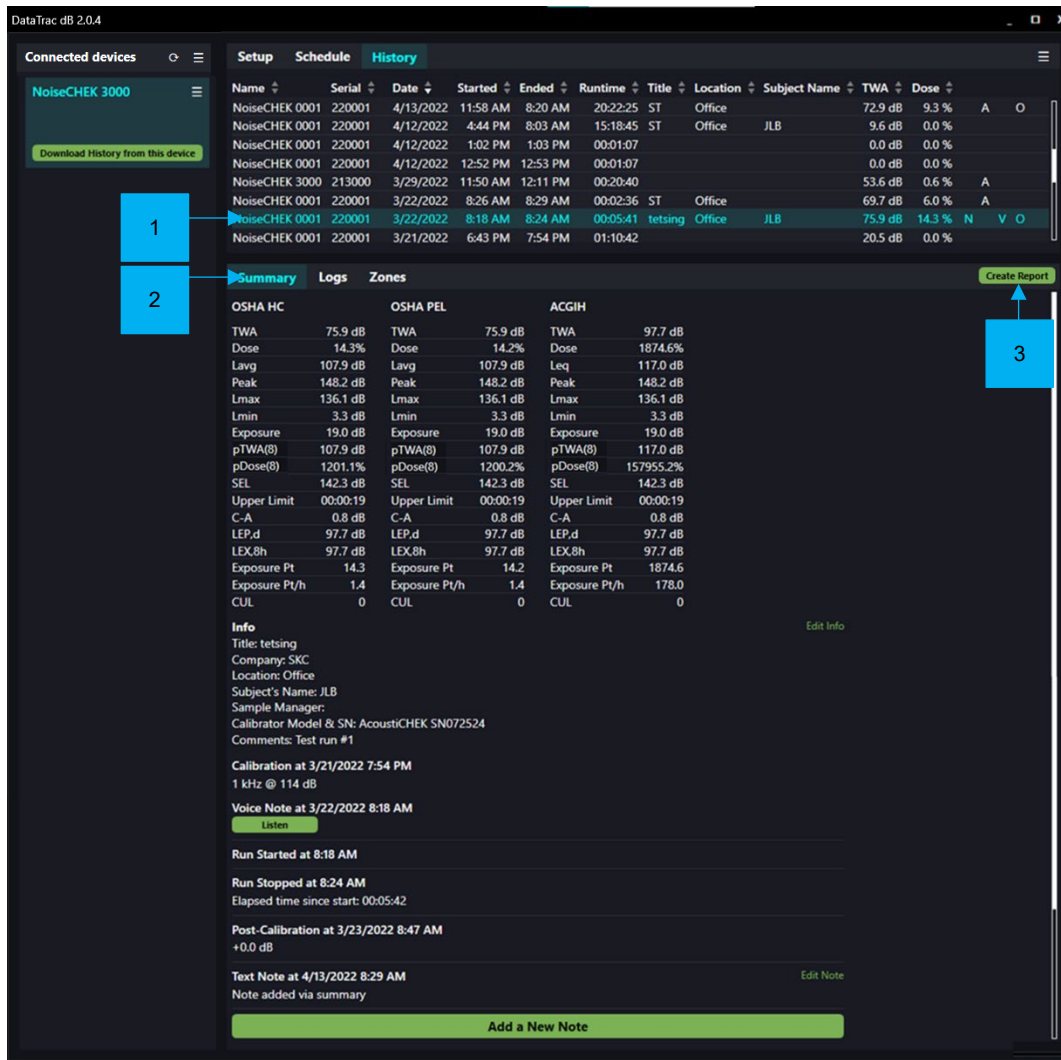 DataTrac dB 2.0.4
Connected devices
NoiseCHEK 3000
Download History from this device
Setup Schedule History
Name Serial Date Started Ended Runtime Title Location Subject Name TWA Dose
NoiseCHEK 0001 220001 4/13/2022 11:58 AM 8:20 AM 20:22:25 ST Office 72.9 dB 9.3 % A O
NoiseCHEK 0001 220001 4/12/2022 4:44 PM 8:03 AM 15:18:45 ST Office JLB 9.6 dB 0.0 %
NoiseCHEK 0001 220001 4/12/2022 1:02 PM 1:03 PM 00:01:07 0.0 dB 0.0 %
NoiseCHEK 0001 220001 4/12/2022 12:52 PM 12:53 PM 00:01:07 0.0 dB 0.0 %
NoiseCHEK 3000 213000 3/29/2022 11:50 AM 12:11 PM 00:20:40 53.6 dB 0.6 % A
NoiseCHEK 0001 220001 3/22/2022 8:26 AM 8:29 AM 00:02:36 ST Office 69.7 dB 6.0 % A
NoiseCHEK 0001 220001 3/22/2022 8:18 AM 8:24 AM 00:05:41 tetsing Office JLB 75.9 dB 14.3 % N V O
NoiseCHEK 0001 220001 3/21/2022 6:43 PM 7:54 PM 01:10:42 20.5 dB 0.0 %
1
2
3
Summary Logs Zones Create Report
OSHA HC OSHA PEL ACGIH
TWA 75.9 dB TWA 75.9 dB TWA 97.7 dB
Dose 14.3% Dose 14.2% Dose 1874.6%
Lavg 107.9 dB Lavg 107.9 dB Leq 117.0 dB
Peak 148.2 dB Peak 148.2 dB Peak 148.2 dB
Lmax 136.1 dB Lmax 136.1 dB Lmax 136.1 dB
Lmin 3.3 dB Lmin 3.3 dB Lmin 3.3 dB
Exposure 19.0 dB Exposure 19.0 dB Exposure 19.0 dB
pTWA(8) 107.9 dB pTWA(8) 107.9 dB pTWA(8) 117.0 dB
pDose(8) 1201.1% pDose(8) 1200.2% pDose(8) 157955.2%
SEL 142.3 dB SEL 142.3 dB SEL 142.3 dB
Upper Limit 00:00:19 Upper Limit 00:00:19 Upper Limit 00:00:19
C-A 0.8 dB C-A 0.8 dB C-A 0.8 dB
LEP,d 97.7 dB LEP,d 97.7 dB LEP,d 97.7 dB
LEX,8h 97.7 dB LEX,8h 97.7 dB LEX,8h 97.7 dB
Exposure Pt 14.3 Exposure Pt 14.2 Exposure Pt 1874.6
Exposure Pt/h 1.4 Exposure Pt/h 1.4 Exposure Pt/h 178.0
CUL 0 CUL 0 CUL 0
Info Edit Info
Title: tetsing
Company: SKC
Location: Office
Subject's Name: JLB
Sample Manager:
Calibrator Model & SN: AcoustiCHEK SN072524
Comments: Test run #1
Calibration at 3/21/2022 7:54 PM
1 kHz @ 114 dB
Voice Note at 3/22/2022 8:18 AM
Listen
Run Started at 8:18 AM
Run Stopped at 8:24 AM
Elapsed time since start: 00:05:42
Post-Calibration at 3/23/2022 8:47 AM
+0.0 dB
Text Note at 4/13/2022 8:29 AM Edit Note
Note added via summary
Add a New Note